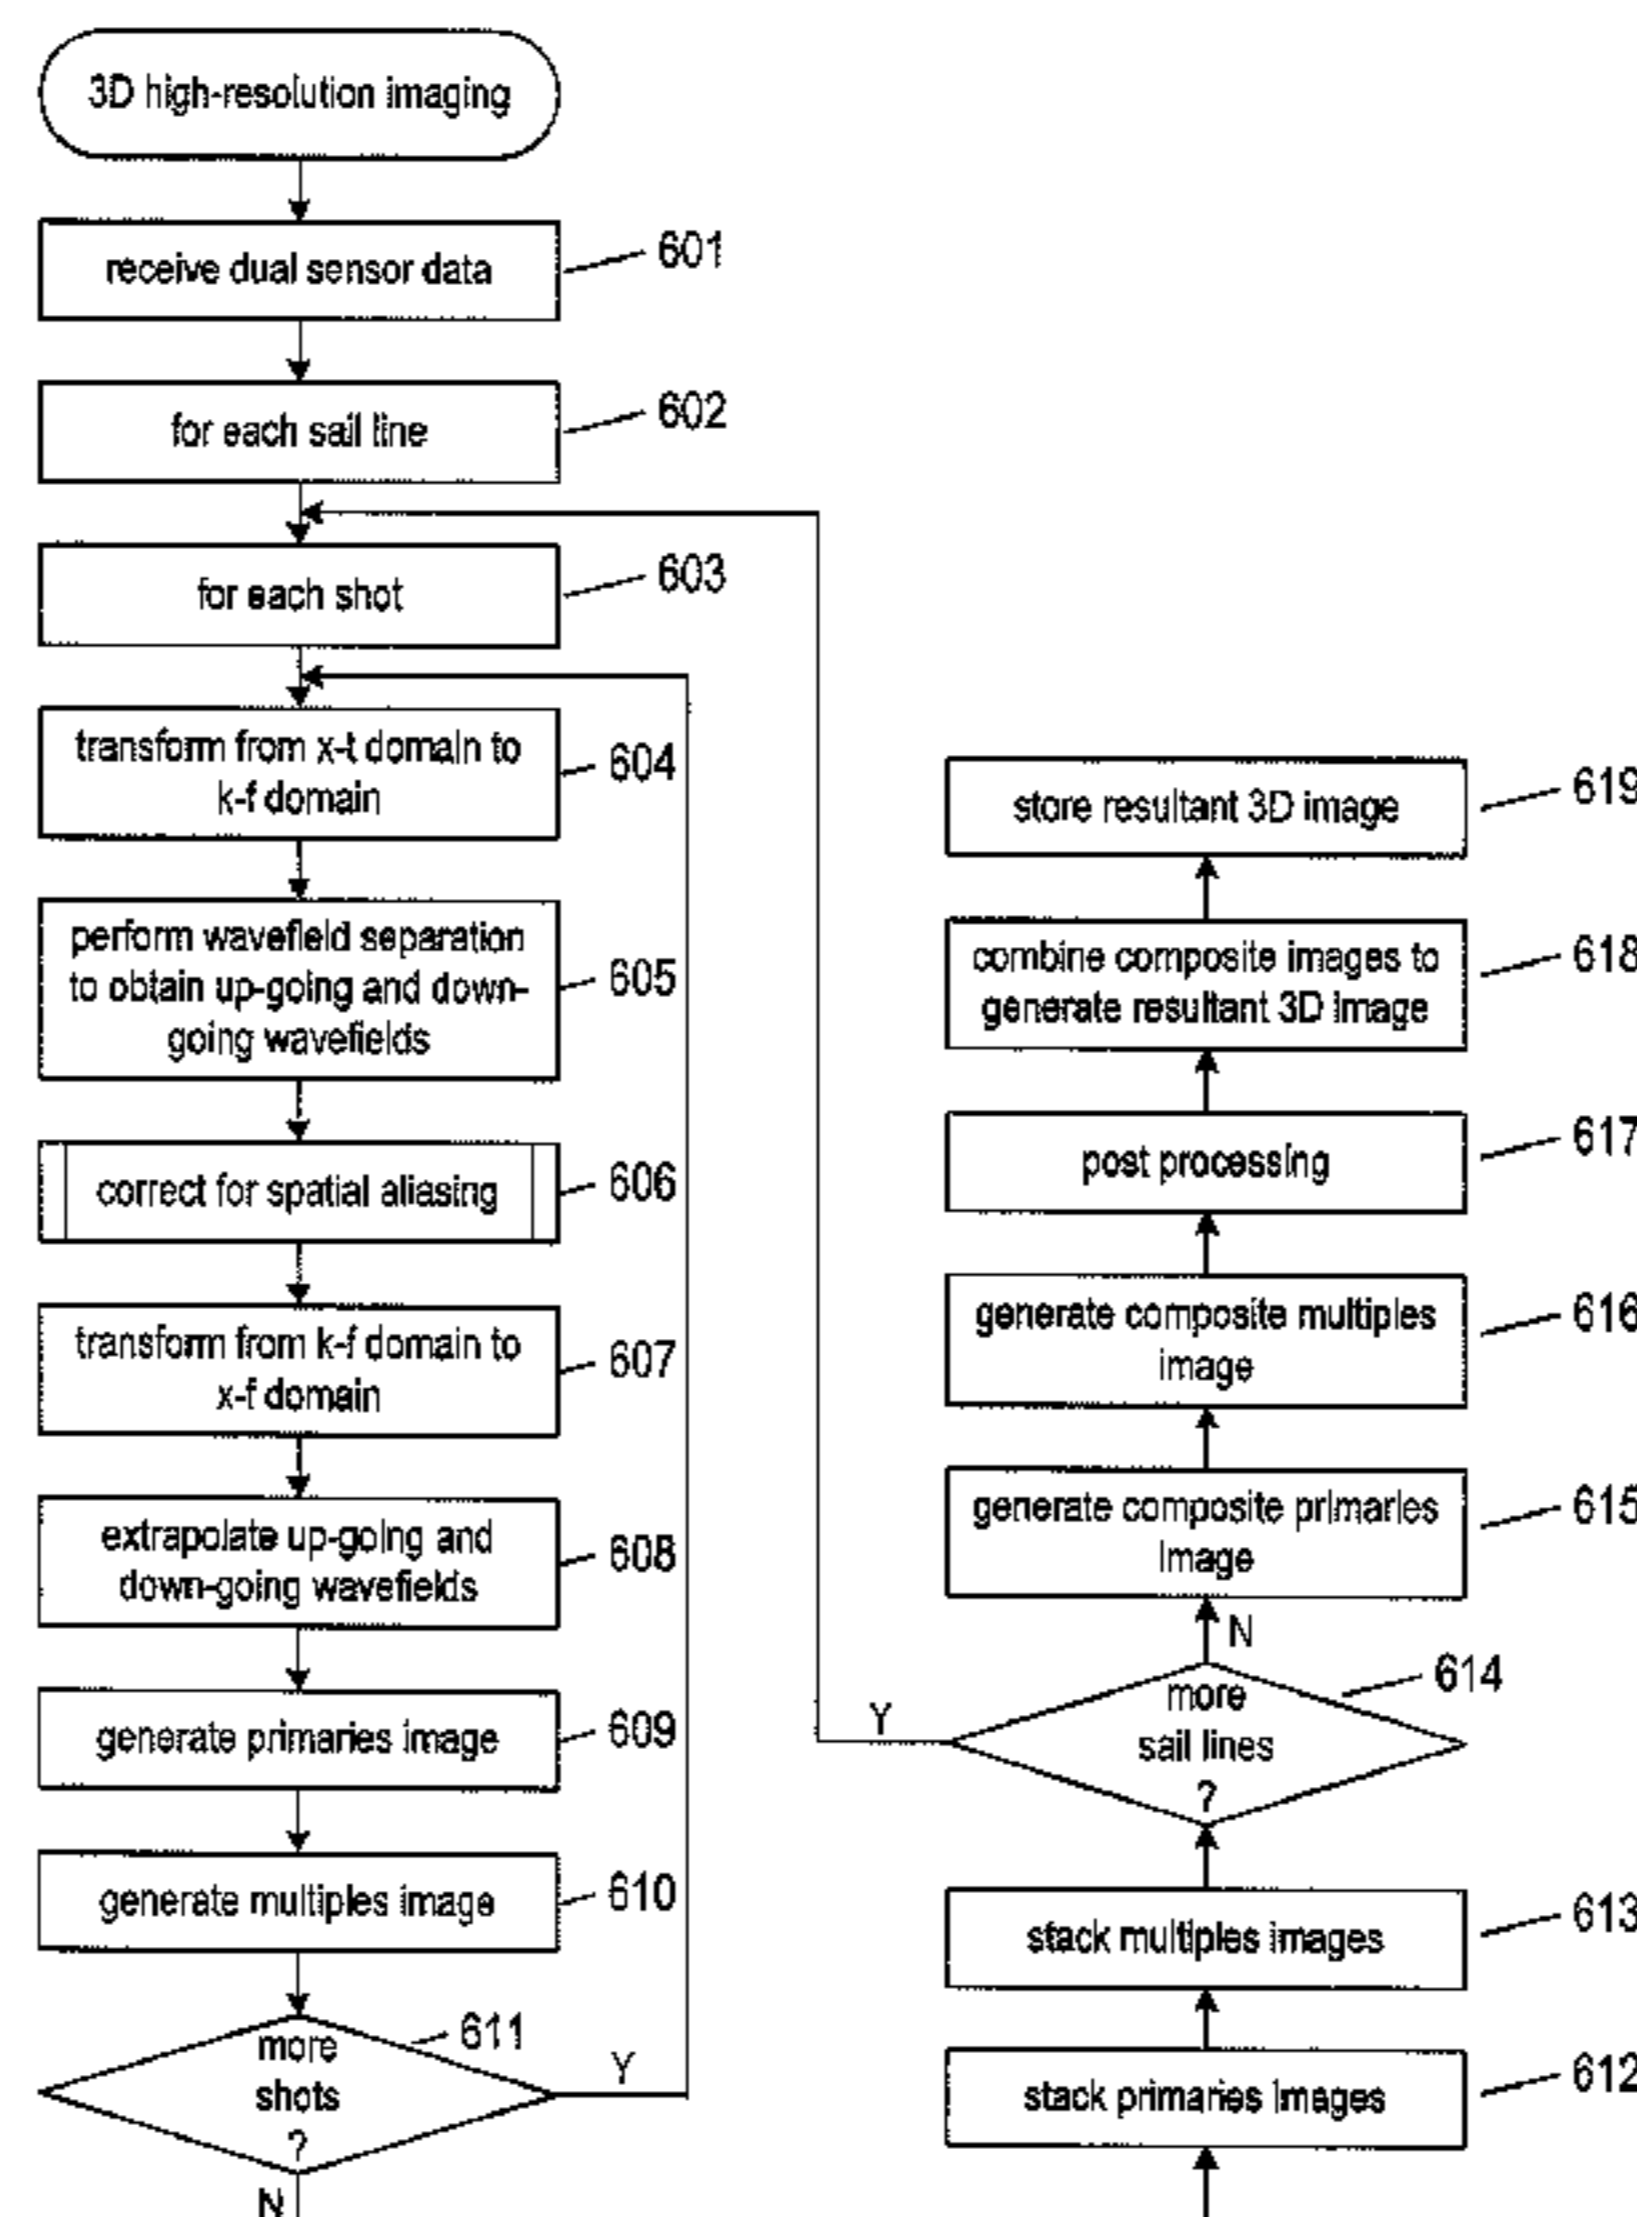 3D high-resolution imaging
receive dual sensor data
601
for each sail line
602
for each shot
603
transform from x-t domain to
k-f domain
604
perform wavefield separation
to obtain up-going and down-
going wavefields
605
correct for spatial aliasing
606
transform from k-f domain to
x-f domain
607
extrapolate up-going and
down-going wavefields
608
generate primaries image
609
generate multiples image
610
more
shots
?
611
Y
N
stack primaries images
612
stack multiples images
613
more
sail lines
?
614
Y
N
generate composite primaries
image
615
generate composite multiples
image
616
post processing
617
combine composite images to
generate resultant 3D image
618
store resultant 3D image
619